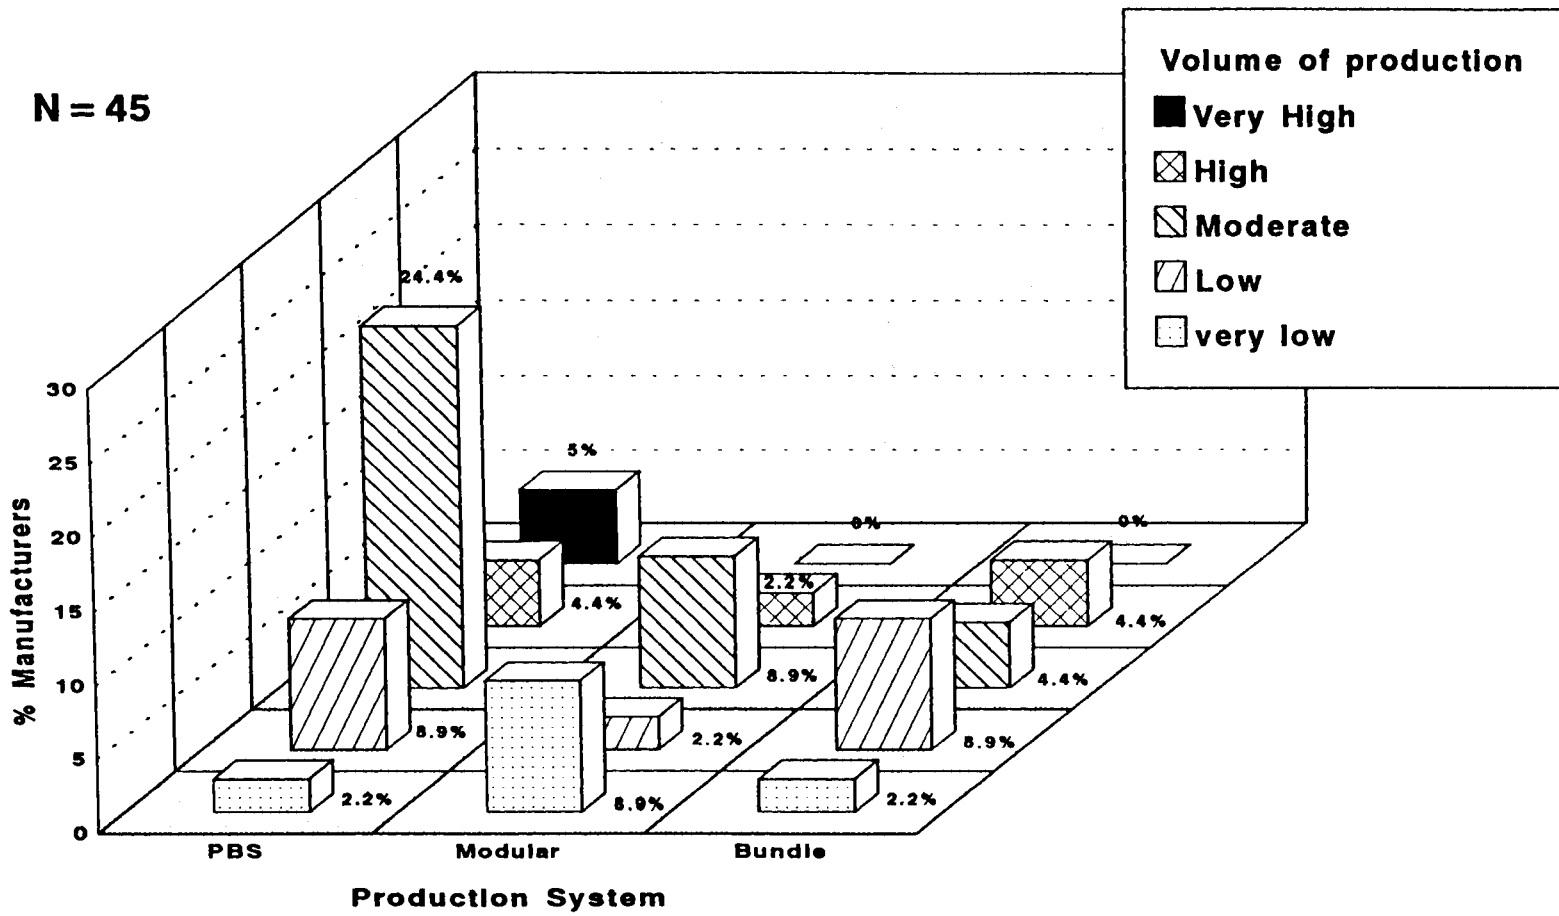 N = 45
Volume of production
Very High
High
Moderate
Low
very low
24.4%
30
25
20
15
10
5
0
% Manufacturers
5%
0%
0%
4.4%
2.2%
4.4%
8.9%
4.4%
8.9%
2.2%
8.9%
2.2%
8.9%
2.2%
PBS
Modular
Bundle
Production System